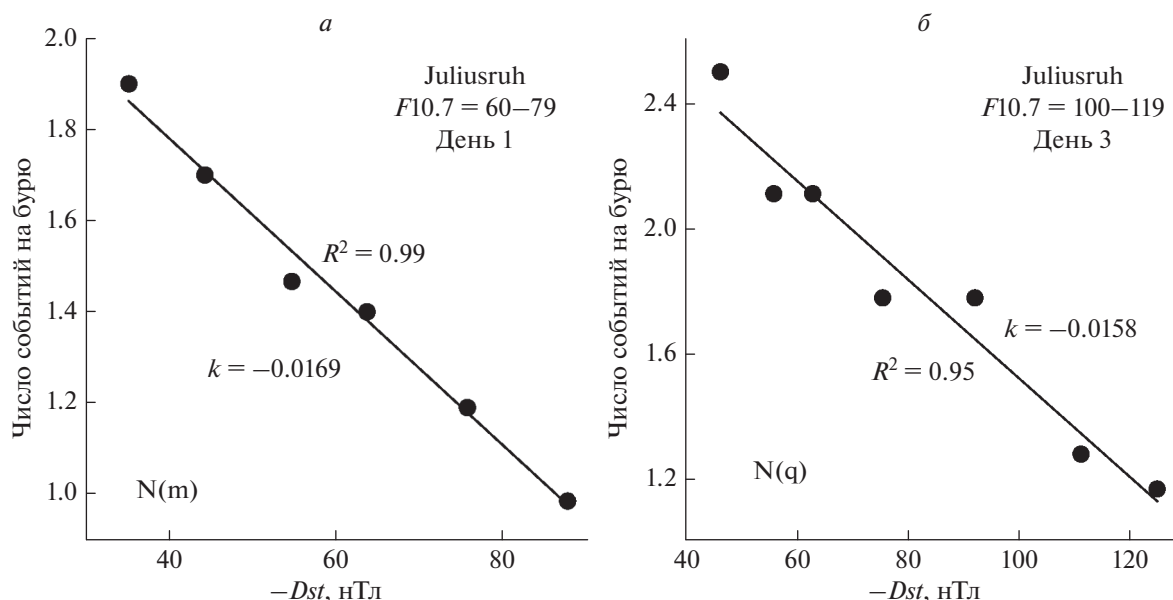 а
Число событий на бурю
2.0
1.8
1.6
1.4
1.2
1.0
Juliusruh
F10.7 = 60–79
День 1
R² = 0.99
k = –0.0169
N(m)
40
60
80
–Dst, нТл
б
Число событий на бурю
2.4
2.0
1.6
1.2
Juliusruh
F10.7 = 100–119
День 3
k = –0.0158
R² = 0.95
N(q)
40
60
80
100
120
–Dst, нТл